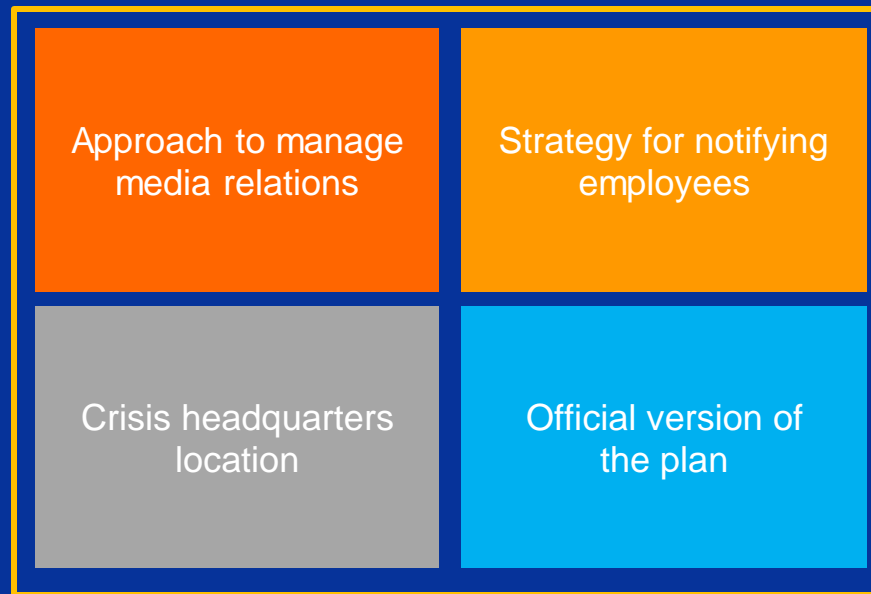 Approach to manage
media relations
Strategy for notifying
employees
Crisis headquarters
location
Official version of
the plan